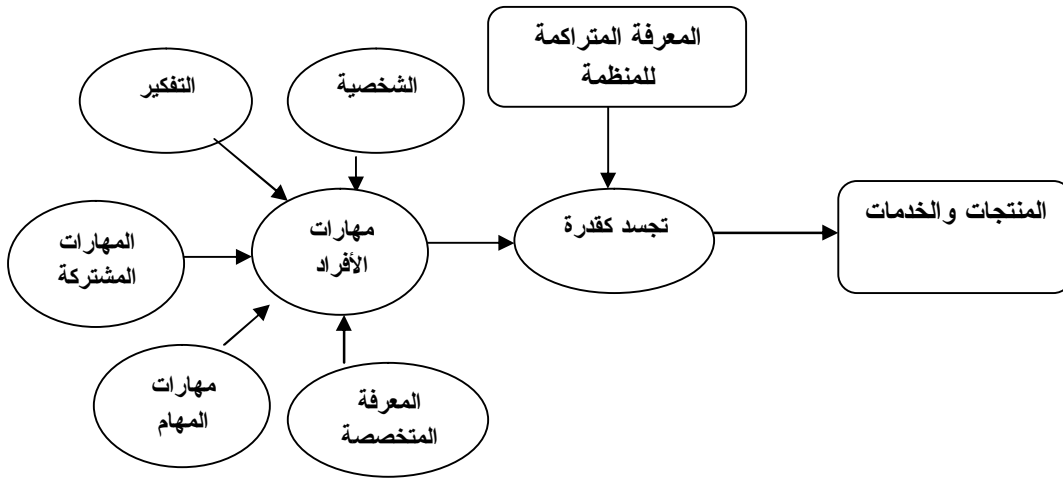 المعرفة المتراكمة
للمنظمة
الشخصية
التفكير
مهارات
الأفراد
تجسد كقدرة
المنتجات والخدمات
المهارات
المشتركة
مهارات
المهام
المعرفة
المتخصصة